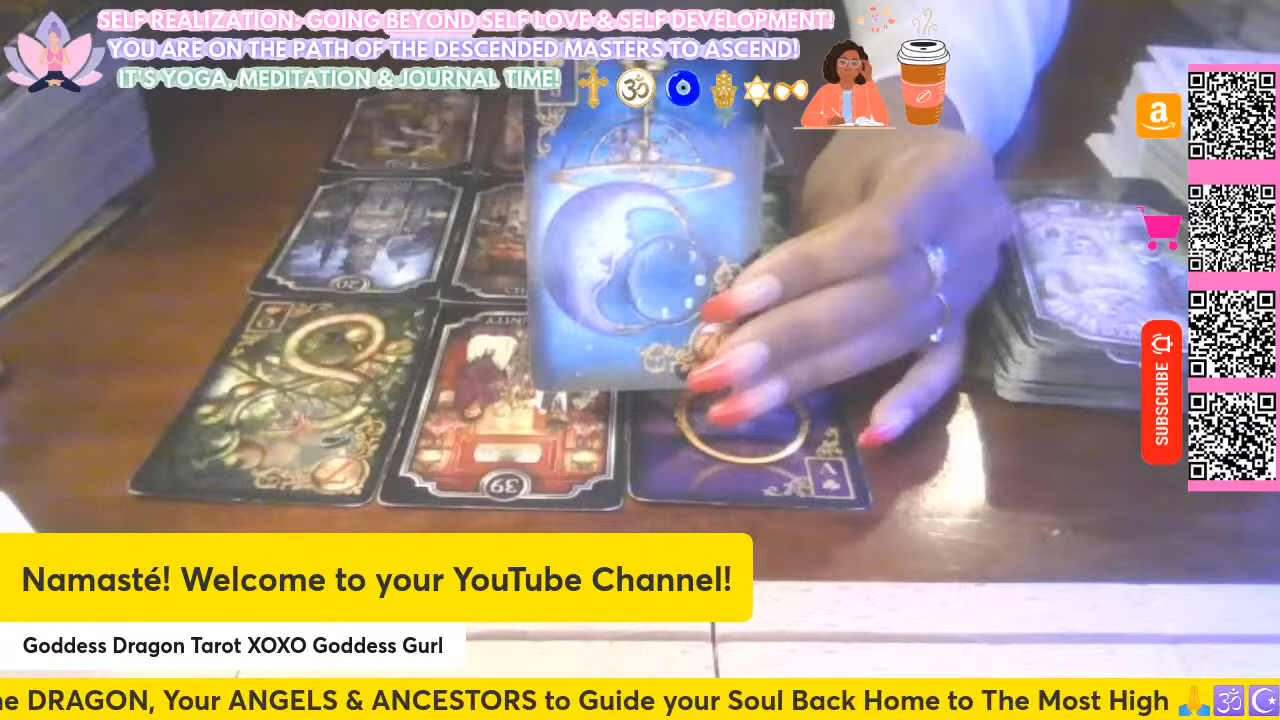 SELF REALIZATION: GOING BEYOND SELF LOVE & SELF DEVELOPMENT!
YOU ARE ON THE PATH OF THE DESCENDED MASTERS TO ASCEND!
IT'S YOGA, MEDITATION & JOURNAL TIME!
a
SUBSCRIBE
20
39
A
Namasté! Welcome to your YouTube Channel!
Goddess Dragon Tarot XOXO Goddess Gurl
DRAGON, Your ANGELS & ANCESTORS to Guide your Soul Back Home to The Most High 🙏🕉☪